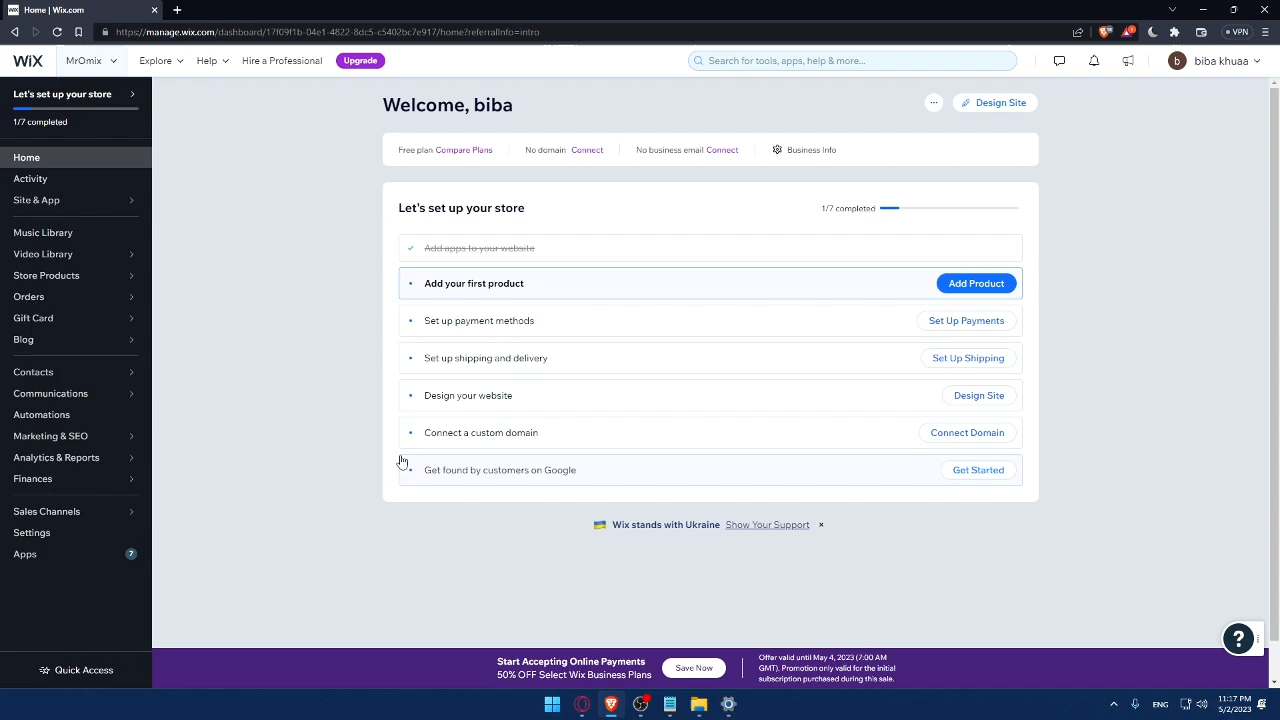 Home | Wix.com
https://manage.wix.com/dashboard/17f09f1b-04e1-4822-8dc5-c5402bc7e917/home?referralInfo=intro
VPN
WiX
MrOmix
Explore
Help
Hire a Professional
Upgrade
Search for tools, apps, help & more...
b
biba khuaa
Let's set up your store
1/7 completed
Home
Activity
Site & App
Music Library
Video Library
Store Products
Orders
Gift Card
Blog
Contacts
Communications
Automations
Marketing & SEO
Analytics & Reports
Finances
Sales Channels
Settings
Apps
7
Quick Access
Welcome, biba
...
Design Site
Free plan Compare Plans
No domain Connect
No business email Connect
Business Info
Let's set up your store
1/7 completed
Add apps to your website
Add your first product
Add Product
Set up payment methods
Set Up Payments
Set up shipping and delivery
Set Up Shipping
Design your website
Design Site
Connect a custom domain
Connect Domain
Get found by customers on Google
Get Started
Wix stands with Ukraine Show Your Support ×
?
Start Accepting Online Payments
50% OFF Select Wix Business Plans
Save Now
Offer valid until May 4, 2023 (7:00 AM
GMT). Promotion only valid for the initial
subscription purchased during this sale.
ENG
11:17 PM
5/2/2023